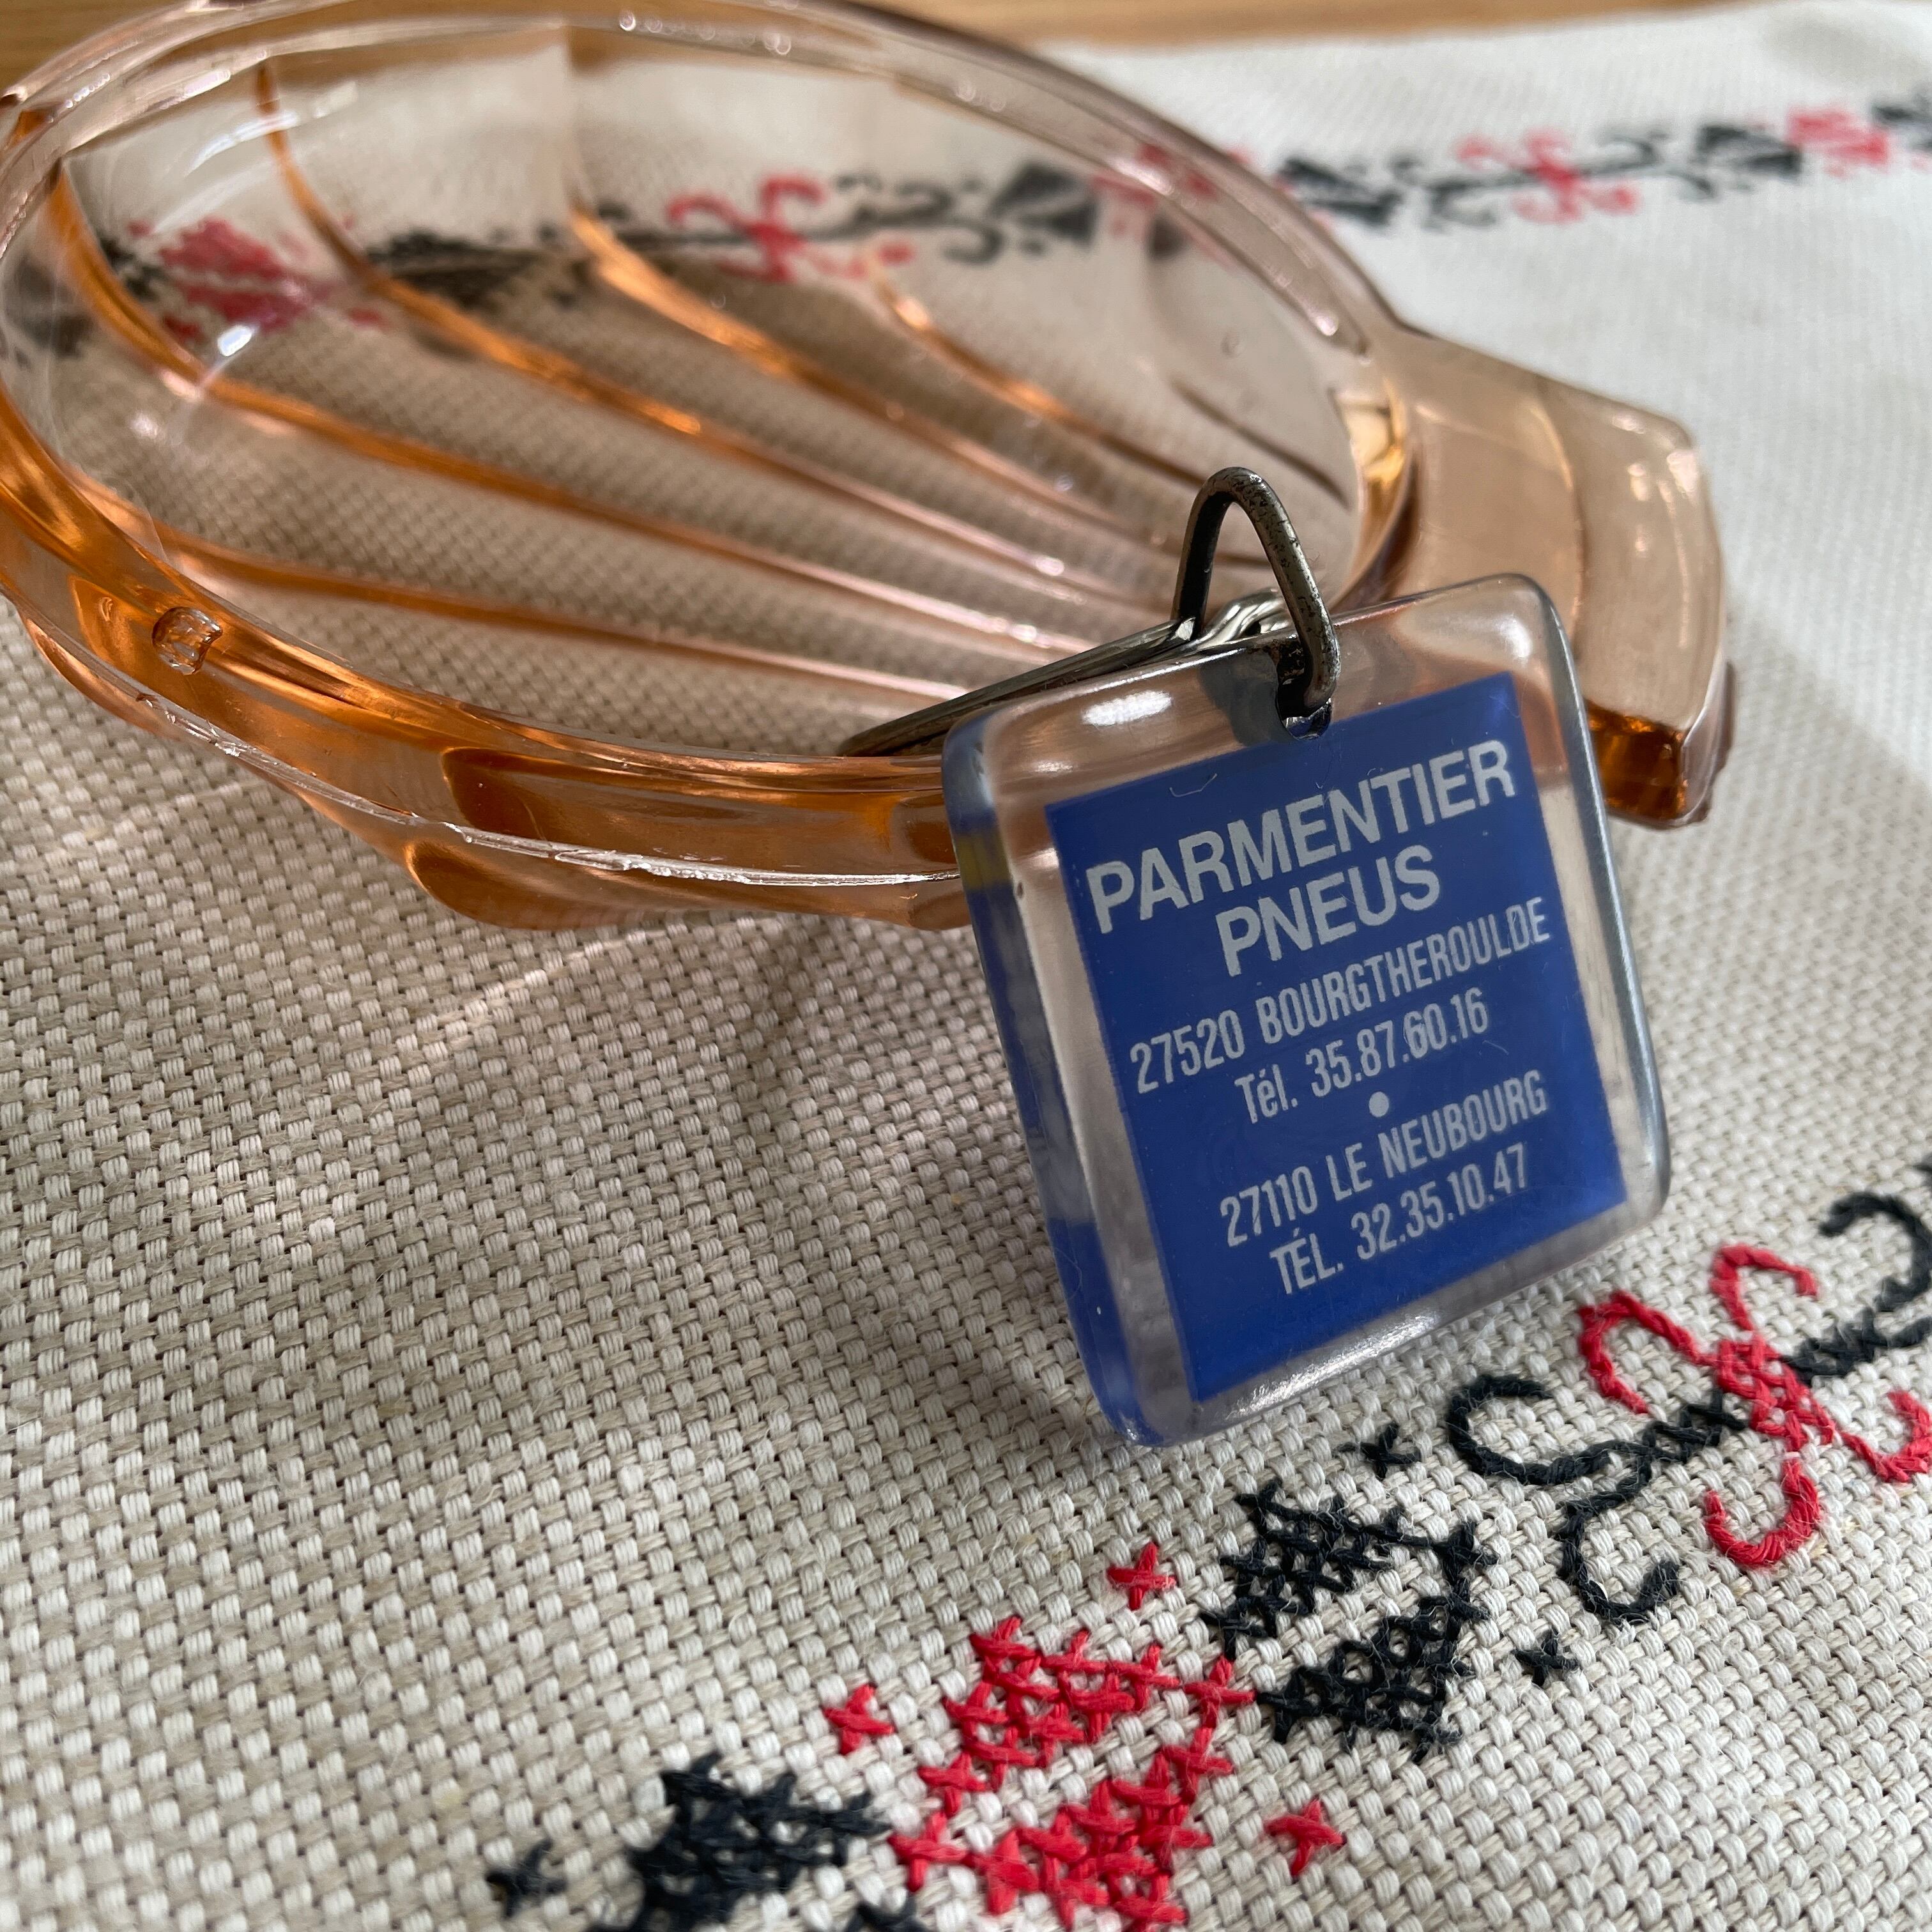 PARMENTIER
PNEUS
27520 BOURGTHEROULDE
Tél. 35.87.60.16
•
27110 LE NEUBOURG
TÉL. 32.35.10.47